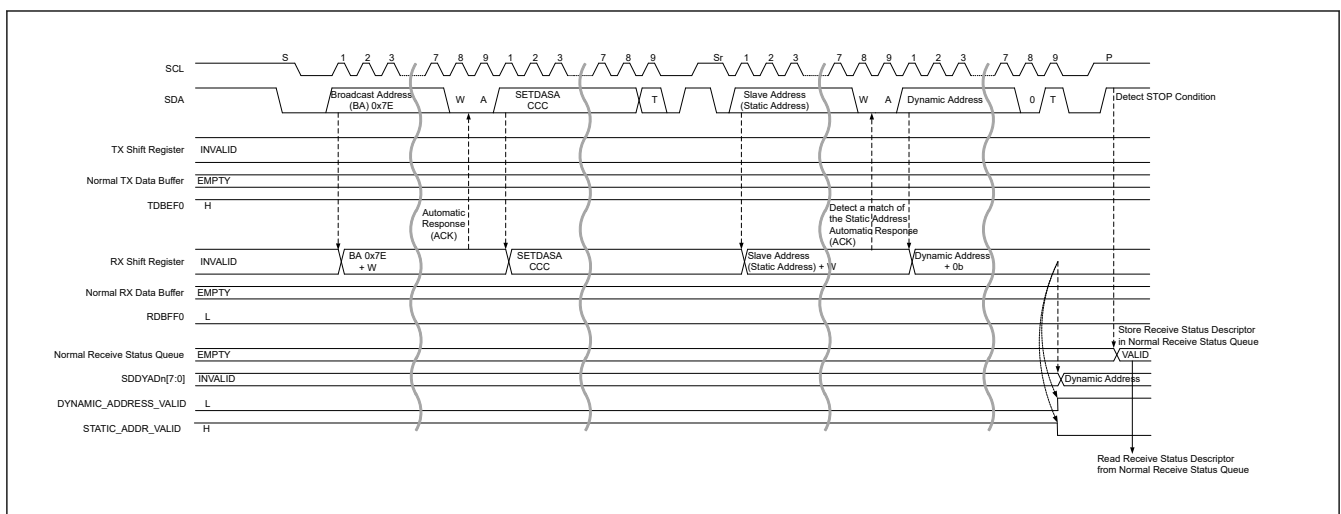 S 1 2 3 7 8 9 1 2 3 7 8 9 Sr 1 2 3 7 8 9 1 2 3 7 8 9 P
SCL
SDA
Broadcast Address
(BA) 0x7E
W A
SETDASA
CCC
T
Slave Address
(Static Address)
W A
Dynamic Address
0 T
Detect STOP Condition
TX Shift Register INVALID
Normal TX Data Buffer EMPTY
TDBEF0 H
Automatic
Response
(ACK)
Detect a match of
the Static Address
Automatic Response
(ACK)
RX Shift Register INVALID
BA 0x7E
+ W
SETDASA
CCC
Slave Address
(Static Address) + W
Dynamic Address
+ 0b
Normal RX Data Buffer EMPTY
RDBFF0 L
Store Receive Status Descriptor
in Normal Receive Status Queue
Normal Receive Status Queue EMPTY VALID
SDDYADn[7:0] INVALID Dynamic Address
DYNAMIC_ADDRESS_VALID L
STATIC_ADDR_VALID H
Read Receive Status Descriptor
from Normal Receive Status Queue